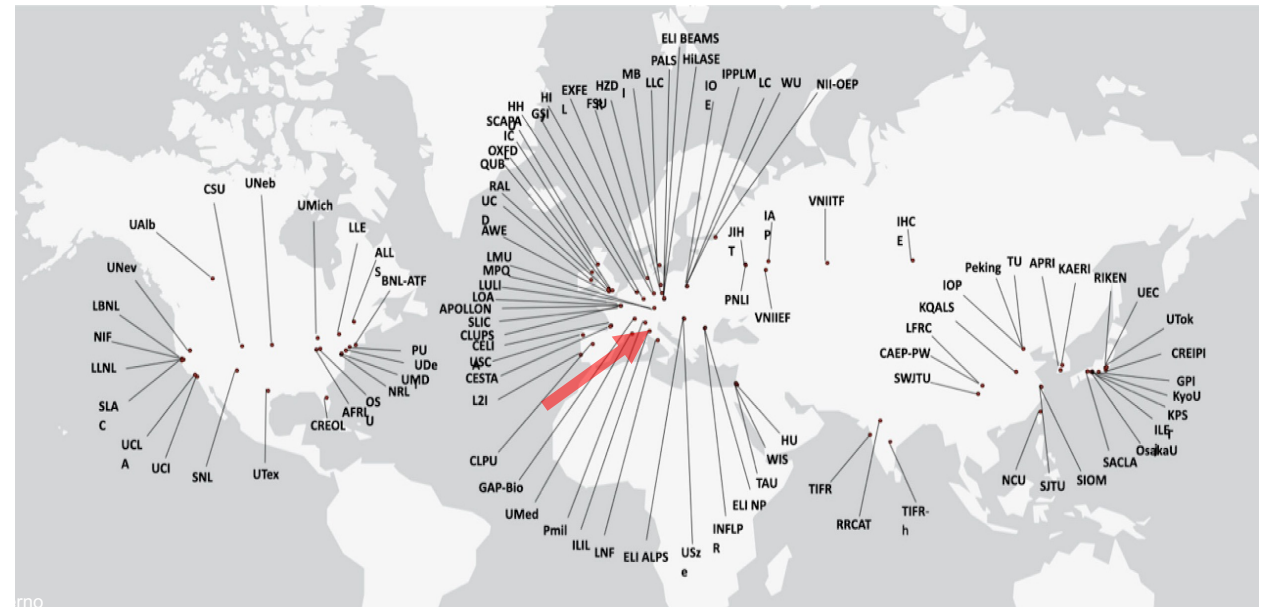 ELI BEAMS
PALS
HiLASE
MB
I
LLC
IO
E
IPPLM
LC
WU
NII-OEP
HZD
R
FSU
EXFE
L
HI
J
GSI
HH
U
SCAPA
IC
L
OXFD
QUB
RAL
UC
D
AWE
LMU
MPQ
LULI
LOA
APOLLON
SLIC
CLUPS
CELI
A
USC
CESTA
L2I
CLPU
GAP-Bio
UMed
Pmil
ILIL
LNF
ELI ALPS
USz
e
INFLP
R
ELI NP
TAU
WIS
HU
JIH
T
IA
P
PNLI
VNIIEF
VNIITF
IHC
E
UAlb
CSU
UNeb
UMich
LLE
ALL
S
BNL-ATF
UNev
LBNL
NIF
LLNL
SLA
C
UCL
A
UCI
SNL
UTex
CREOL
AFRL
OS
U
NRL
UMD
UDe
l
PU
Peking
TU
APRI
KAERI
RIKEN
UEC
UTok
CREIPI
GPI
KyoU
KPS
I
ILE
T
OsakaU
SACLA
SIOM
SJTU
NCU
IOP
KQALS
LFRC
CAEP-PW
SWJTU
TIFR
RRCAT
TIFR-
h
rno